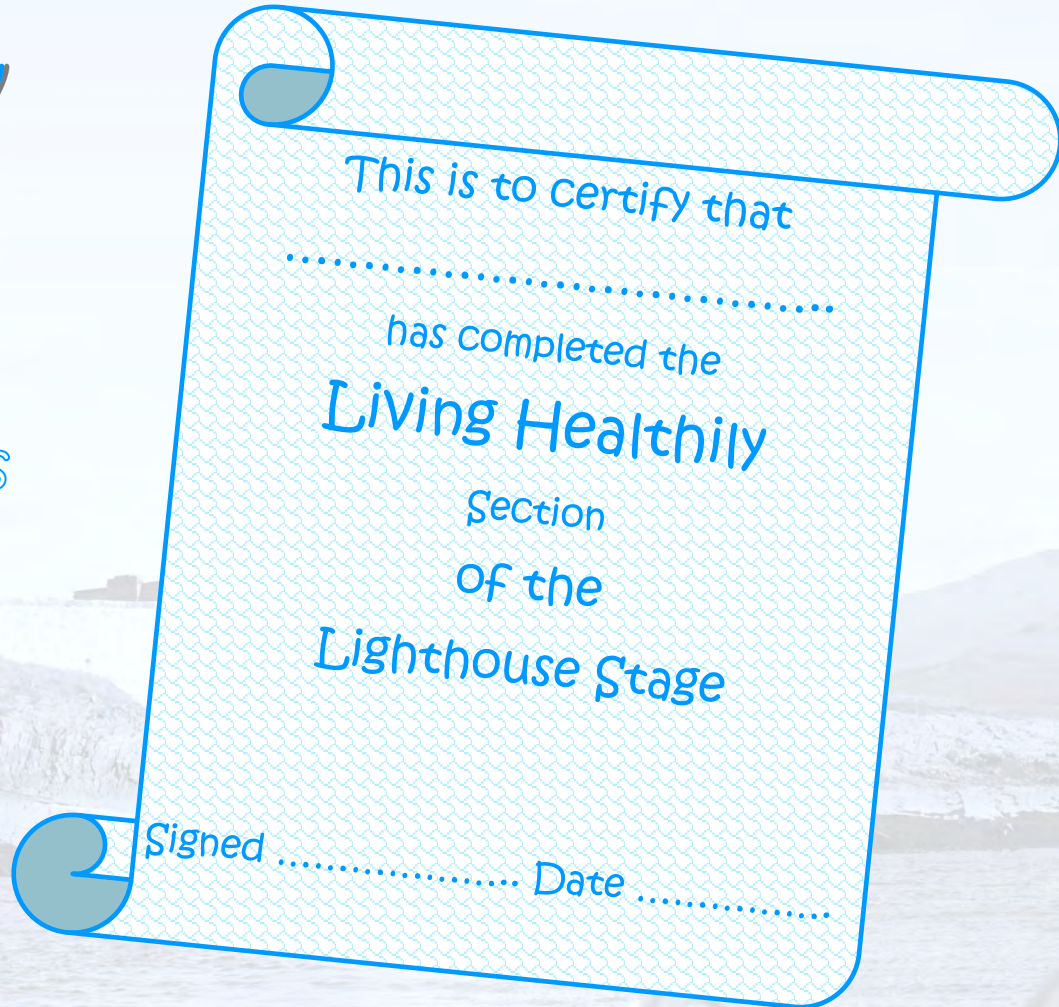 This is to certify that
........................................
has completed the
Living Healthily
Section
of the
Lighthouse Stage
Signed .................... Date ................